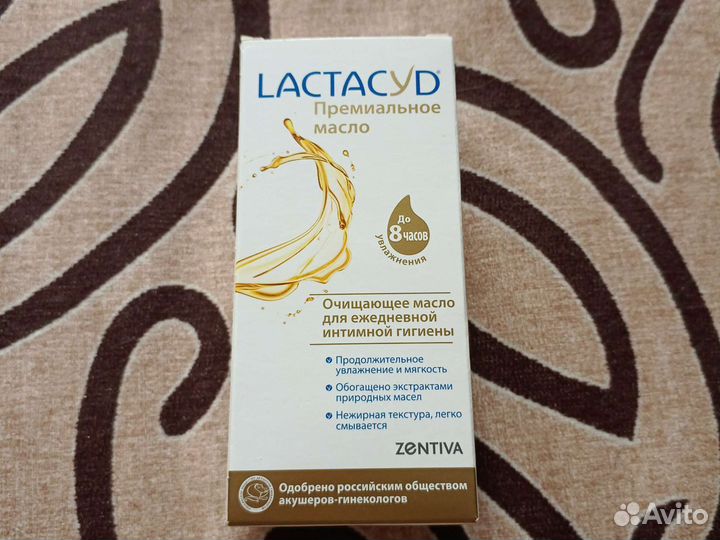 LACTACYD®
Премиальное
масло
До
8 часов
увлажнения
Очищающее масло
для ежедневной
интимной гигиены
Продолжительное
увлажнение и мягкость
Обогащено экстрактами
природных масел
Нежирная текстура, легко
смывается
ZENTIVA
Одобрено российским обществом
акушеров-гинекологов
Avito